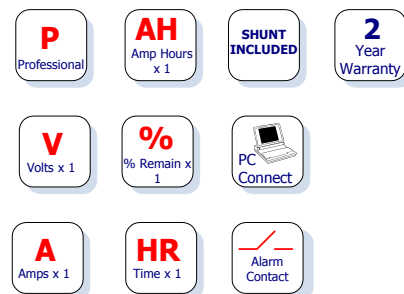 P
Professional
AH
Amp Hours
x 1
SHUNT
INCLUDED
2
Year
Warranty
V
Volts x 1
%
% Remain x
1
PC
Connect
A
Amps x 1
HR
Time x 1
Alarm
Contact